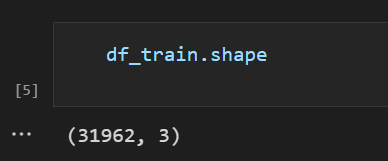 df_train.shape
[5]
... (31962, 3)